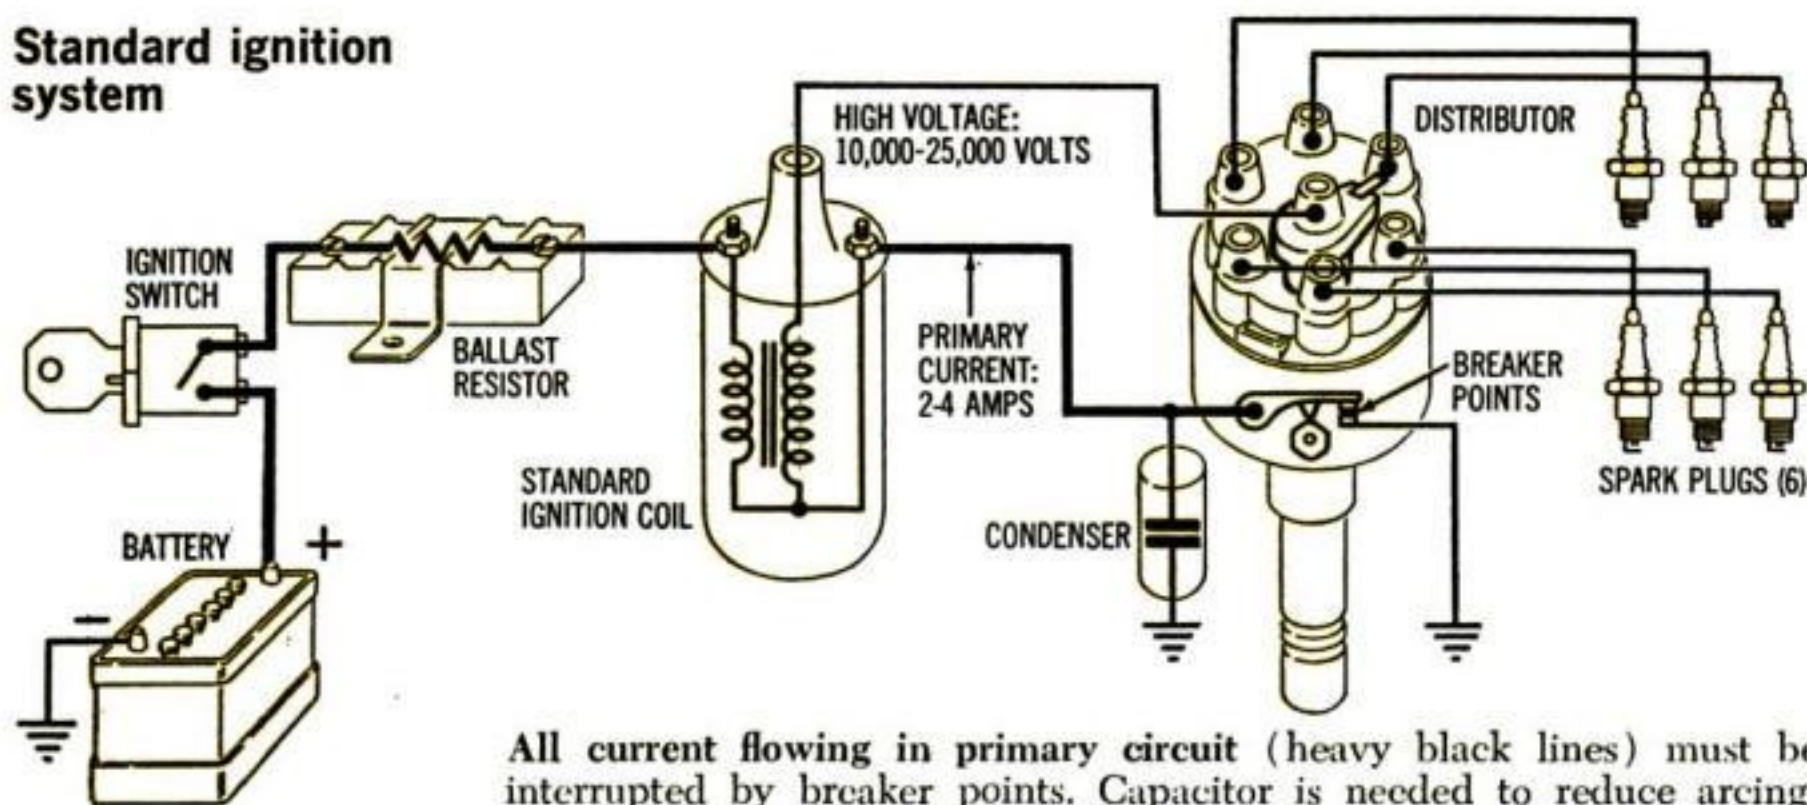 Standard ignition
system
HIGH VOLTAGE:
10,000-25,000 VOLTS
DISTRIBUTOR
IGNITION
SWITCH
BALLAST
RESISTOR
PRIMARY
CURRENT:
2-4 AMPS
BREAKER
POINTS
STANDARD
IGNITION COIL
SPARK PLUGS (6)
CONDENSER
BATTERY +
−
All current flowing in primary circuit (heavy black lines) must be
interrupted by breaker points. Capacitor is needed to reduce arcing.